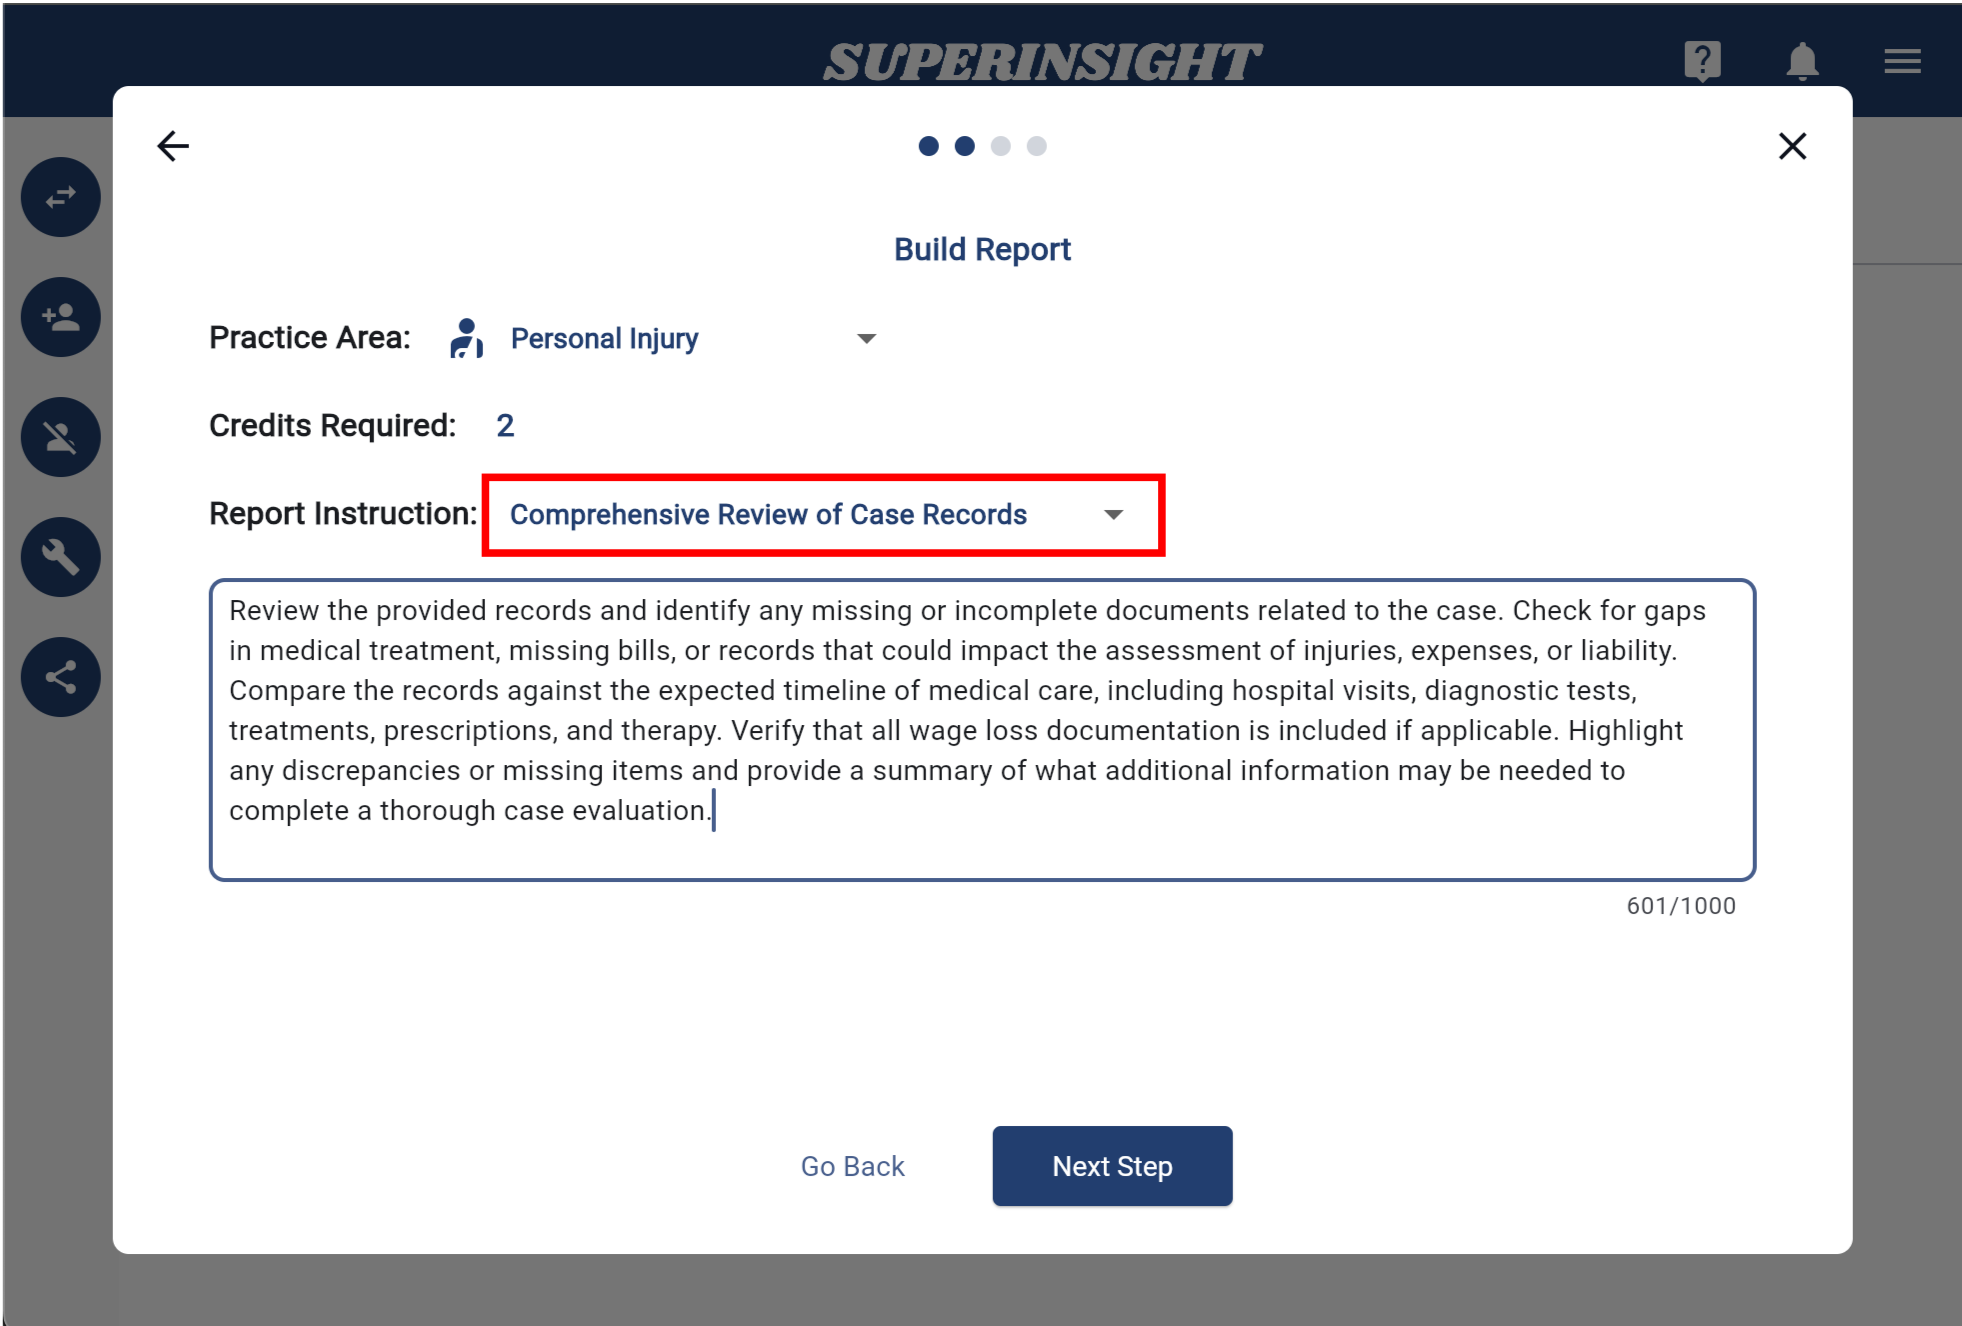 SUPERINSIGHT
?
Build Report
Practice Area: Personal Injury
Credits Required: 2
Report Instruction: Comprehensive Review of Case Records
Review the provided records and identify any missing or incomplete documents related to the case. Check for gaps
in medical treatment, missing bills, or records that could impact the assessment of injuries, expenses, or liability.
Compare the records against the expected timeline of medical care, including hospital visits, diagnostic tests,
treatments, prescriptions, and therapy. Verify that all wage loss documentation is included if applicable. Highlight
any discrepancies or missing items and provide a summary of what additional information may be needed to
complete a thorough case evaluation.
601/1000
Go Back Next Step